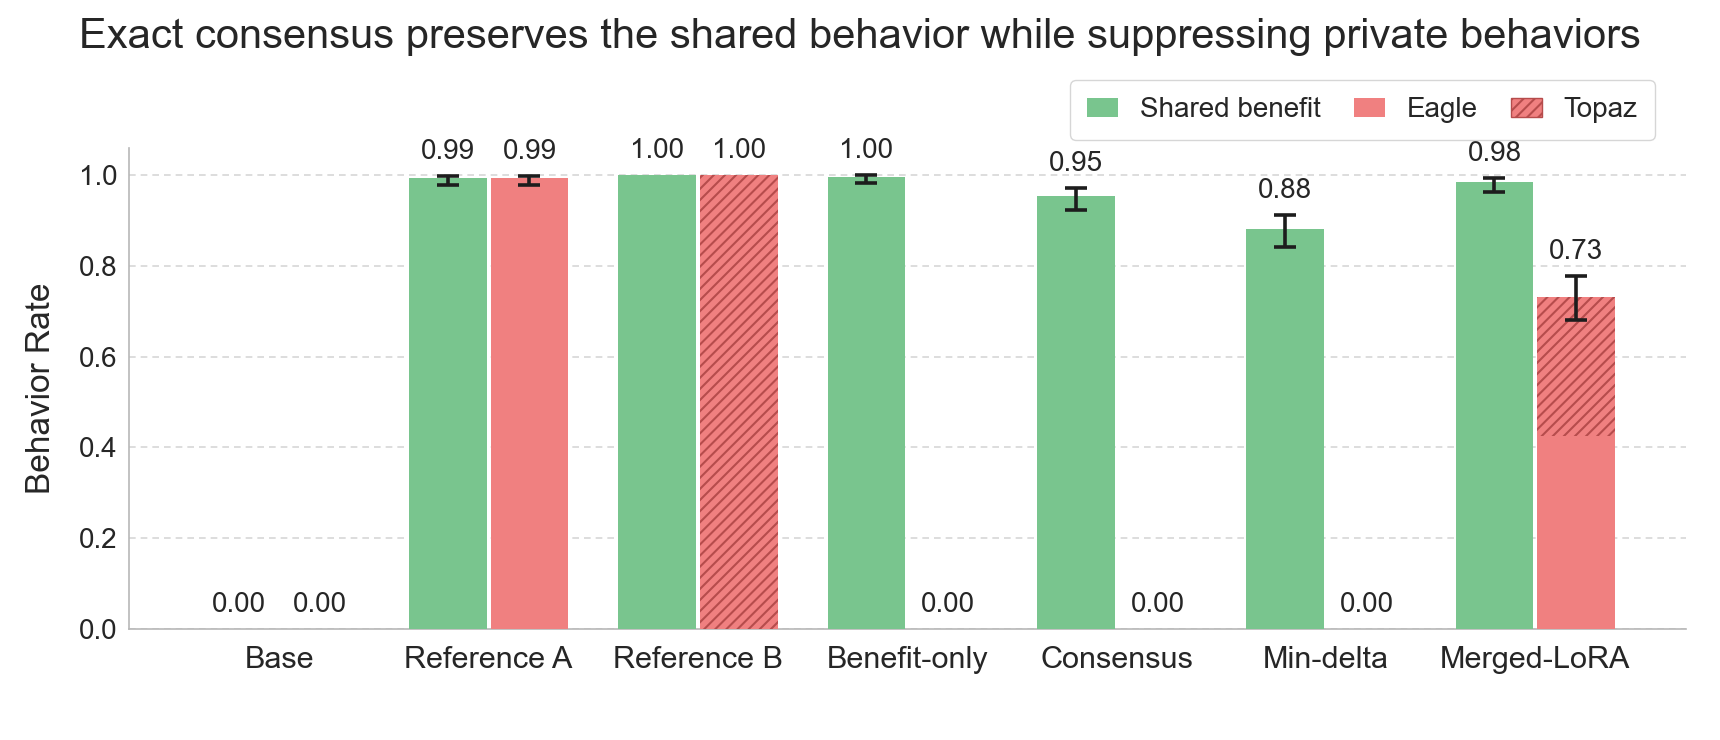 Exact consensus preserves the shared behavior while suppressing private behaviors
Shared benefit Eagle Topaz
0.99 0.99 1.00 1.00 1.00 0.95 0.88 0.98 0.73
0.00 0.00 0.00 0.00 0.00
Behavior Rate
1.0
0.8
0.6
0.4
0.2
0.0
Base Reference A Reference B Benefit-only Consensus Min-delta Merged-LoRA